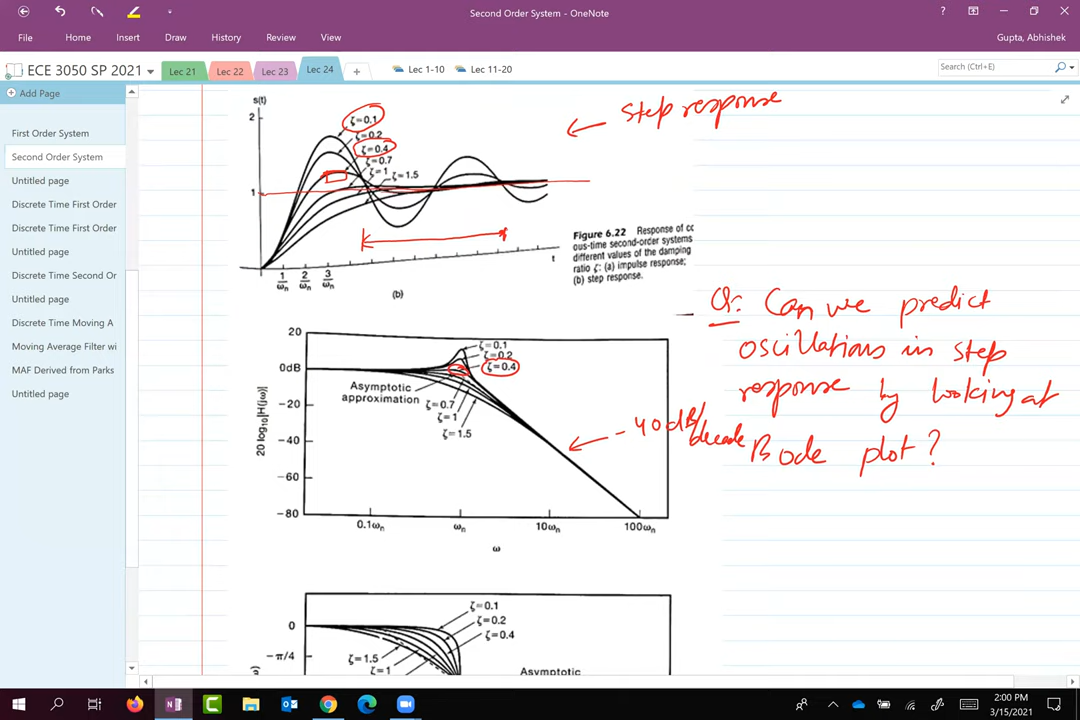 Second Order System - OneNote
?
File
Home
Insert
Draw
History
Review
View
Gupta, Abhishek
ECE 3050 SP 2021
Lec 21
Lec 22
Lec 23
Lec 24
+
Lec 1-10
Lec 11-20
Search (Ctrl+E)
Add Page
First Order System
Second Order System
Untitled page
Discrete Time First Order
Discrete Time First Order
Untitled page
Discrete Time Second Or
Untitled page
Discrete Time Moving A
Moving Average Filter wi
MAF Derived from Parks
Untitled page
s(t)
2
1
ζ=0.1
ζ=0.2
ζ=0.4
ζ=0.7
ζ=1
ζ=1.5
step response
1/ωn
2/ωn
3/ωn
t
(b)
Figure 6.22 Response of cc
ous-time second-order systems
different values of the damping
ratio ζ: (a) impulse response;
(b) step response.
20 log10|H(jω)|
20
0dB
-20
-40
-60
-80
ζ=0.1
ζ=0.2
ζ=0.4
Asymptotic
approximation
ζ=0.7
ζ=1
ζ=1.5
0.1ωn
ωn
10ωn
100ωn
ω
-40dB/
decade
Q: Can we predict
oscillations in step
response by looking at
Bode plot?
0
-π/4
ζ=0.1
ζ=0.2
ζ=0.4
ζ=1.5
ζ=1
Asymptotic
2:00 PM
3/15/2021